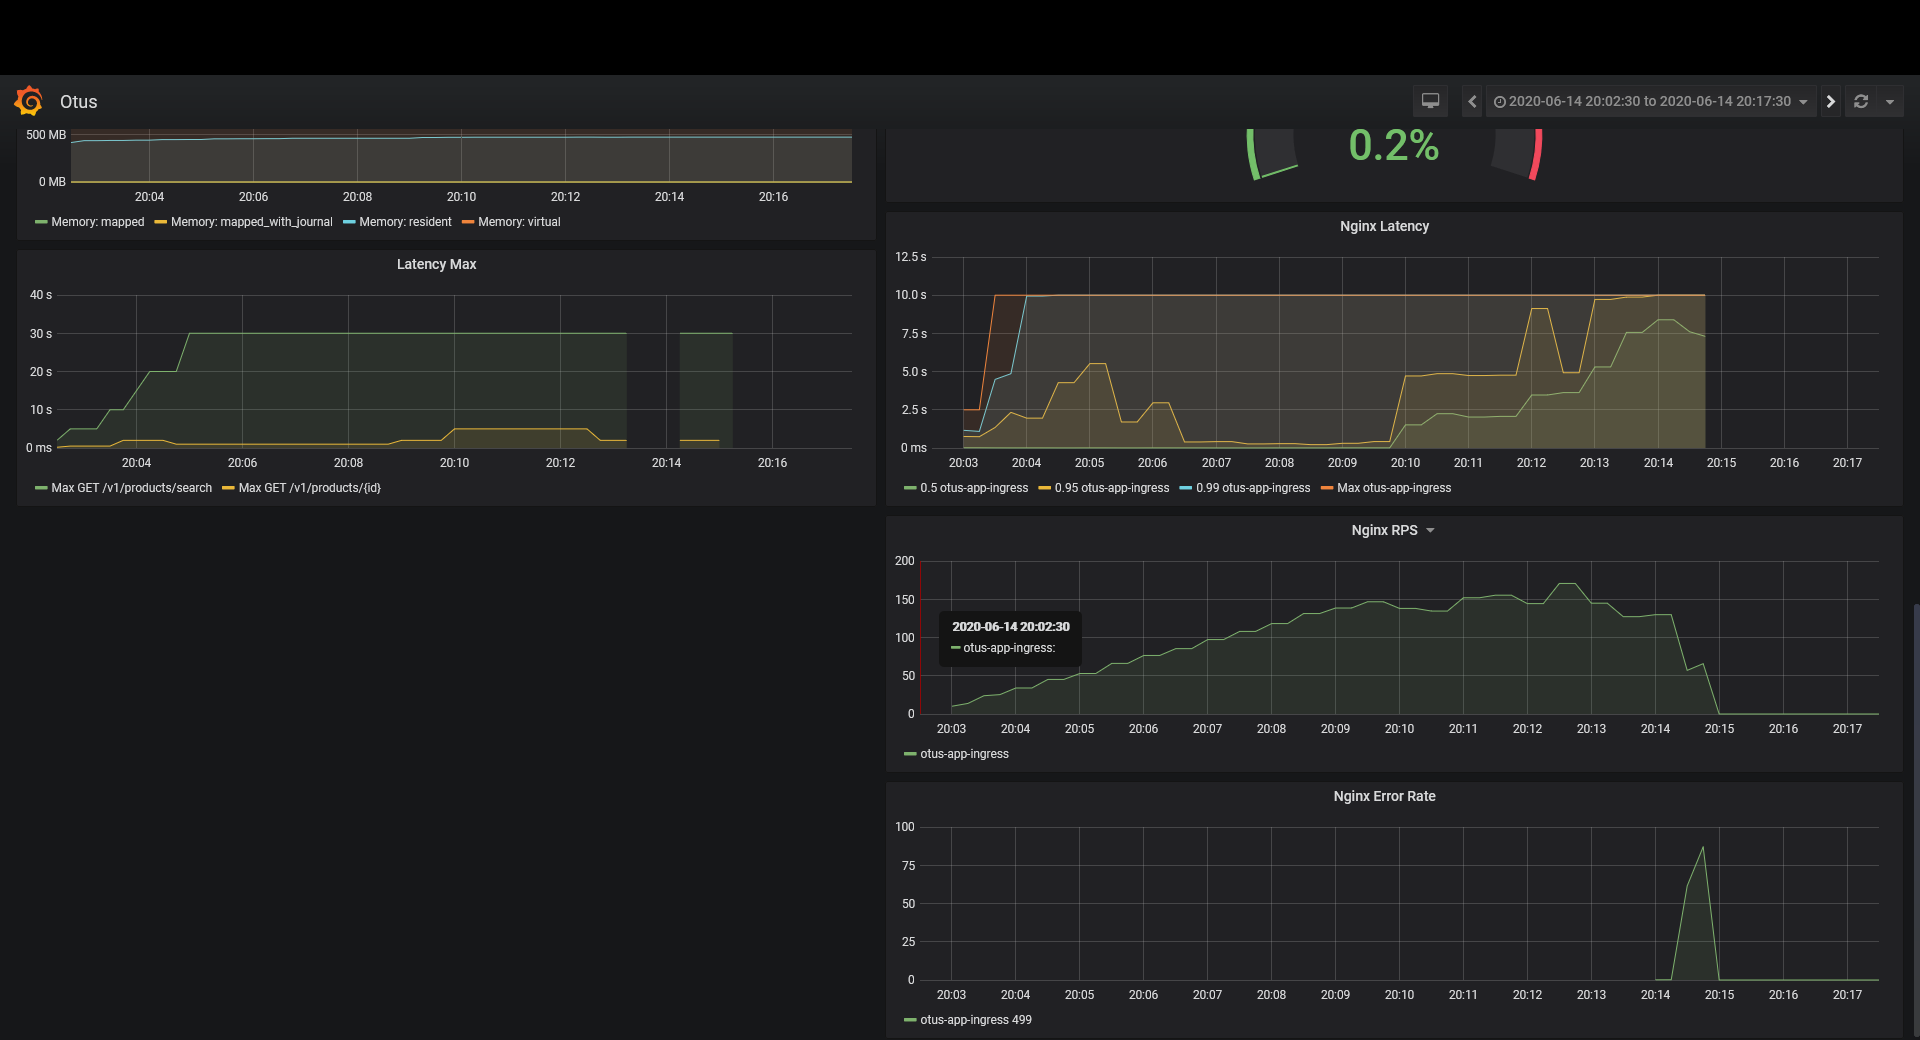 Otus
2020-06-14 20:02:30 to 2020-06-14 20:17:30
500 MB
0 MB
20:04 20:06 20:08 20:10 20:12 20:14 20:16
Memory: mapped Memory: mapped_with_journal Memory: resident Memory: virtual
0.2%
Latency Max
40 s
30 s
20 s
10 s
0 ms
20:04 20:06 20:08 20:10 20:12 20:14 20:16
Max GET /v1/products/search Max GET /v1/products/{id}
Nginx Latency
12.5 s
10.0 s
7.5 s
5.0 s
2.5 s
0 ms
20:03 20:04 20:05 20:06 20:07 20:08 20:09 20:10 20:11 20:12 20:13 20:14 20:15 20:16 20:17
0.5 otus-app-ingress 0.95 otus-app-ingress 0.99 otus-app-ingress Max otus-app-ingress
Nginx RPS
200
150
100
50
0
2020-06-14 20:02:30
otus-app-ingress:
20:03 20:04 20:05 20:06 20:07 20:08 20:09 20:10 20:11 20:12 20:13 20:14 20:15 20:16 20:17
otus-app-ingress
Nginx Error Rate
100
75
50
25
0
20:03 20:04 20:05 20:06 20:07 20:08 20:09 20:10 20:11 20:12 20:13 20:14 20:15 20:16 20:17
otus-app-ingress 499